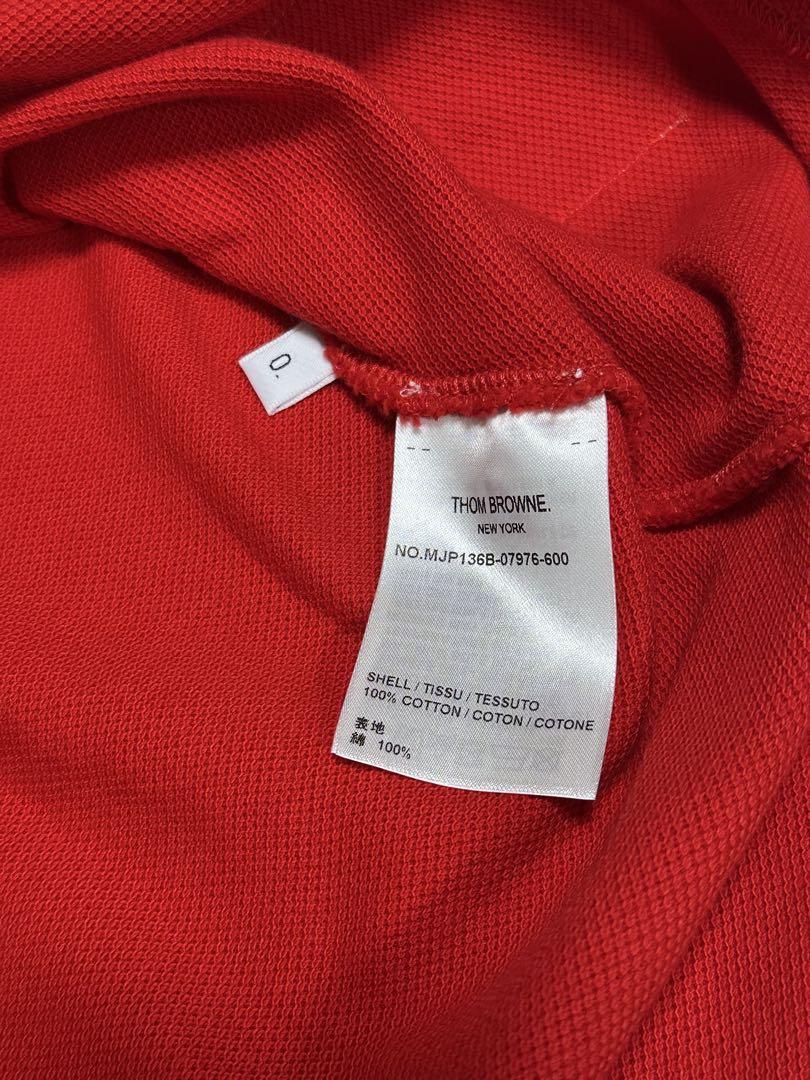 0
THOM BROWNE.
NEW YORK
NO.MJP136B-07976-600
SHELL / TISSU / TESSUTO
100% COTTON / COTON / COTONE
表地
綿 100%